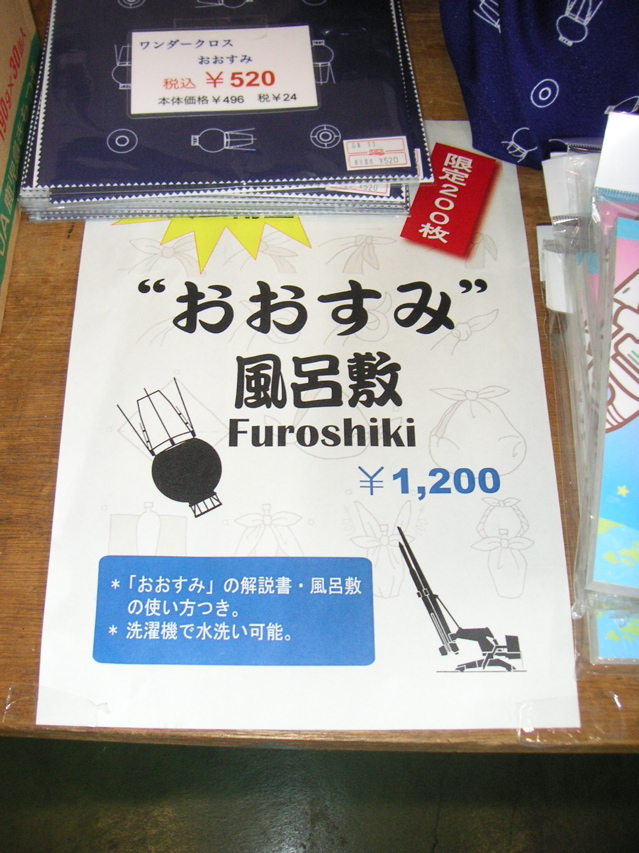 ワンダークロス
おおすみ
税込 ¥520
本体価格¥496 税¥24
限定200枚
“おおすみ”
風呂敷
Furoshiki
¥1,200
*「おおすみ」の解説書・風呂敷
の使い方つき。
* 洗濯機で水洗い可能。